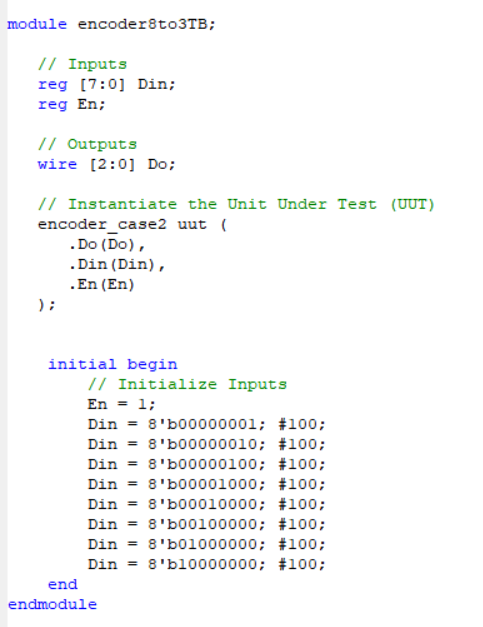 module encoder8to3TB;
// Inputs
reg [7:0] Din;
reg En;
// Outputs
wire [2:0] Do;
// Instantiate the Unit Under Test (UUT)
encoder_case2 uut (
.Do(Do),
.Din(Din),
.En(En)
);
initial begin
// Initialize Inputs
En = 1;
Din = 8'b00000001; #100;
Din = 8'b00000010; #100;
Din = 8'b00000100; #100;
Din = 8'b00001000; #100;
Din = 8'b00010000; #100;
Din = 8'b00100000; #100;
Din = 8'b01000000; #100;
Din = 8'b10000000; #100;
end
endmodule